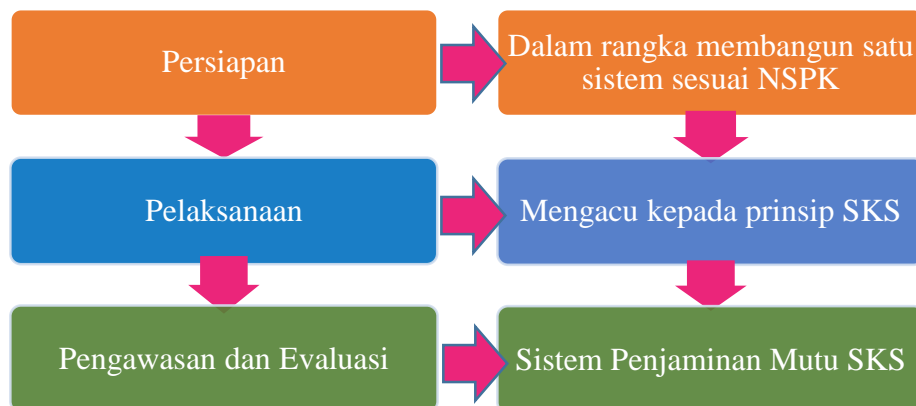 Persiapan
Dalam rangka membangun satu
sistem sesuai NSPK
Pelaksanaan
Mengacu kepada prinsip SKS
Pengawasan dan Evaluasi
Sistem Penjaminan Mutu SKS